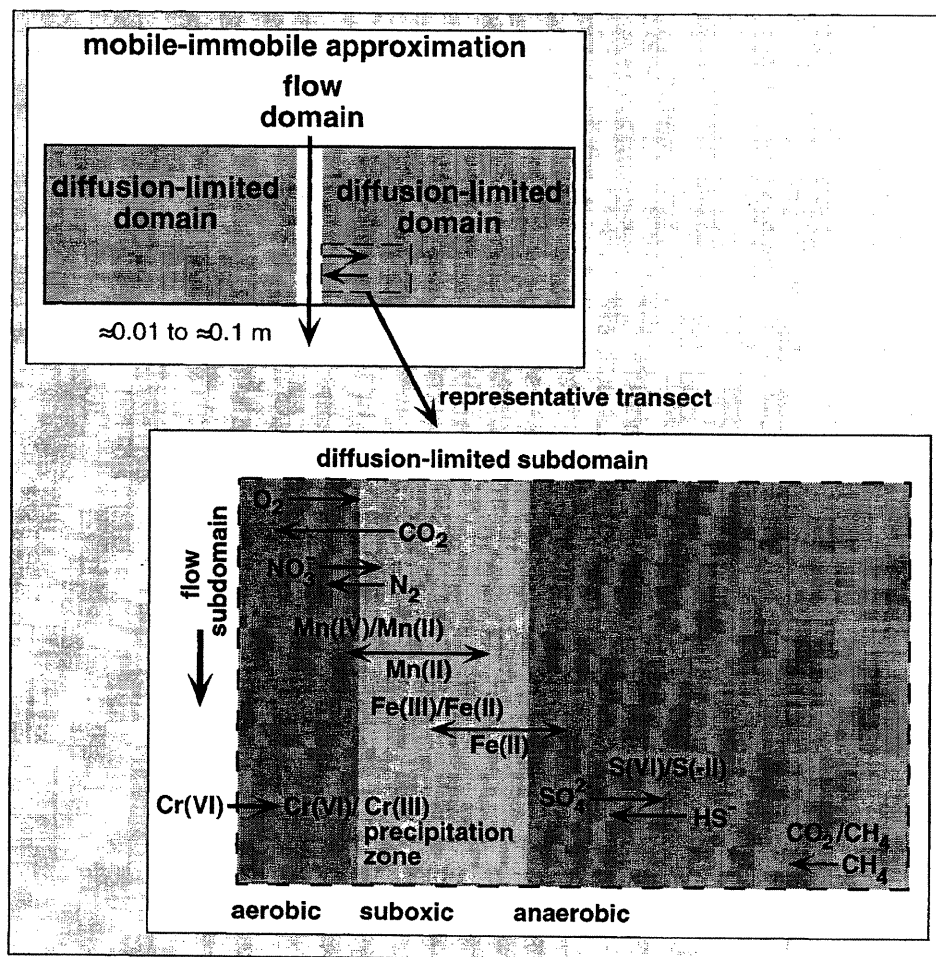 mobile-immobile approximation
flow
domain
diffusion-limited
domain
diffusion-limited
domain
≈0.01 to ≈0.1 m
representative transect
diffusion-limited subdomain
flow
subdomain
O₂
CO₂
NO₃⁻
N₂
Mn(IV)/Mn(II)
Mn(II)
Fe(III)/Fe(II)
Fe(II)
S(VI)/S(-II)
SO₄²⁻
HS⁻
Cr(VI)
Cr(VI)/ Cr(III)
precipitation
zone
CO₂/CH₄
CH₄
aerobic
suboxic
anaerobic